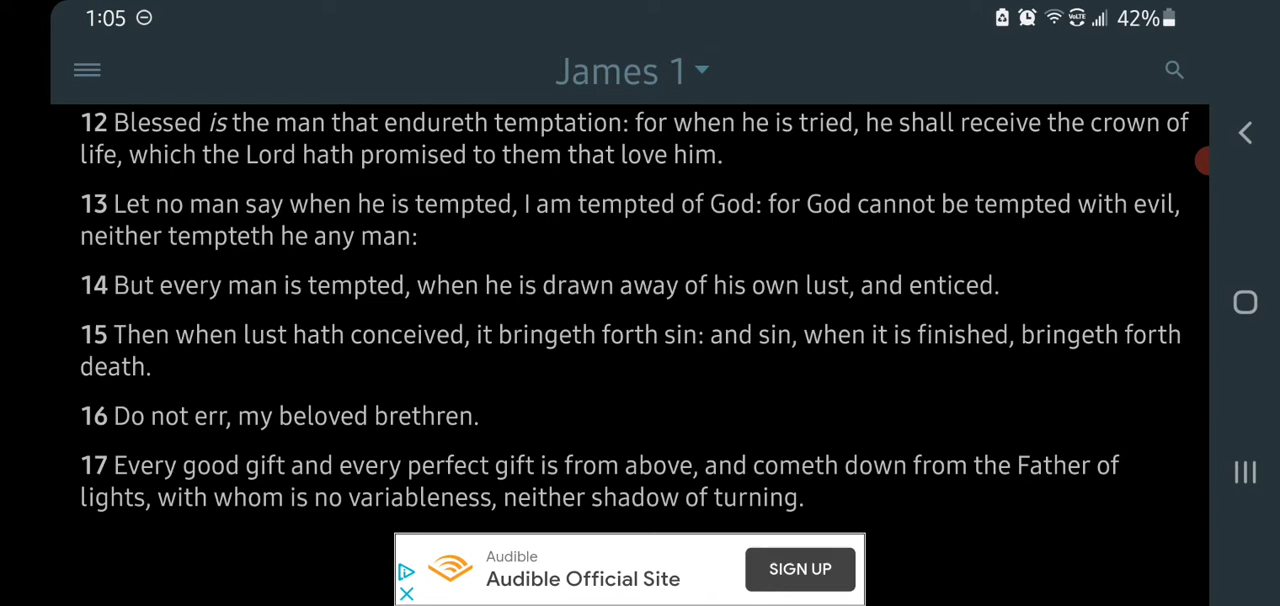 1:05 42%
James 1
12 Blessed is the man that endureth temptation: for when he is tried, he shall receive the crown of
life, which the Lord hath promised to them that love him.
13 Let no man say when he is tempted, I am tempted of God: for God cannot be tempted with evil,
neither tempteth he any man:
14 But every man is tempted, when he is drawn away of his own lust, and enticed.
15 Then when lust hath conceived, it bringeth forth sin: and sin, when it is finished, bringeth forth
death.
16 Do not err, my beloved brethren.
17 Every good gift and every perfect gift is from above, and cometh down from the Father of
lights, with whom is no variableness, neither shadow of turning.
Audible
Audible Official Site
SIGN UP